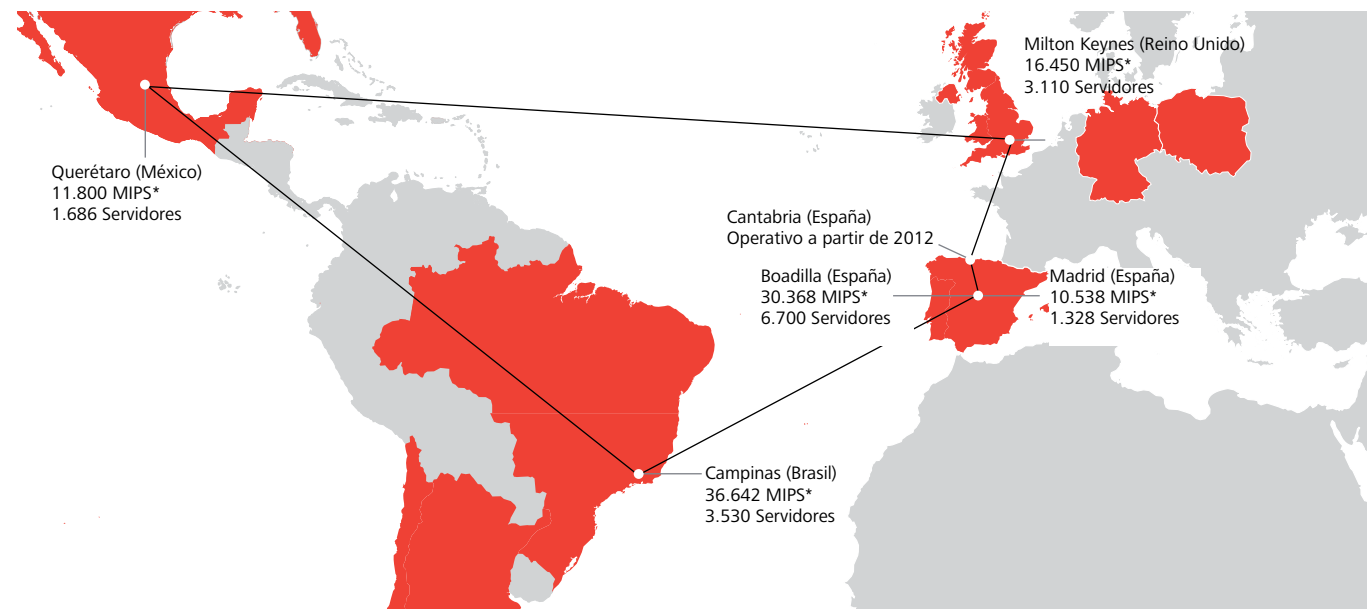 Milton Keynes (Reino Unido)
16.450 MIPS*
3.110 Servidores
Querétaro (México)
11.800 MIPS*
1.686 Servidores
Cantabria (España)
Operativo a partir de 2012
Boadilla (España)
30.368 MIPS*
6.700 Servidores
Madrid (España)
10.538 MIPS*
1.328 Servidores
Campinas (Brasil)
36.642 MIPS*
3.530 Servidores